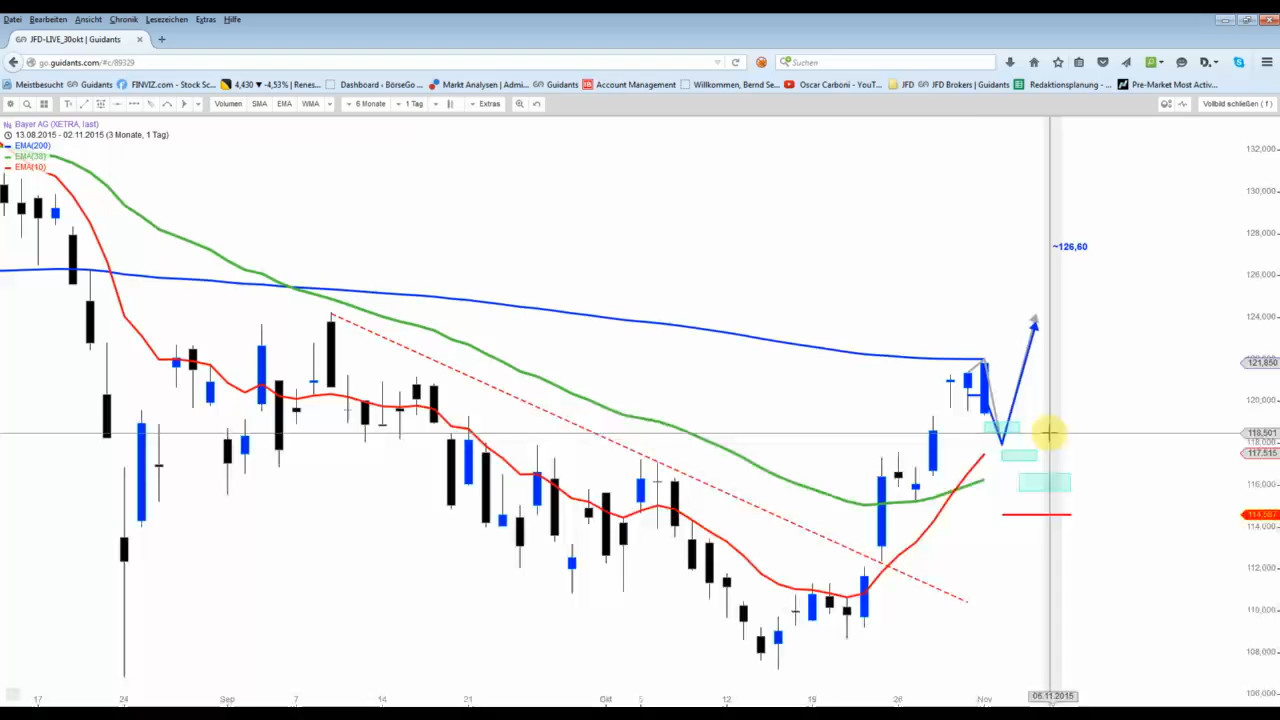 Datei Bearbeiten Ansicht Chronik Lesezeichen Extras Hilfe
JFD-LIVE_30okt | Guidants
go.guidants.com/#c/89329
Suchen
Meistbesucht Guidants FINVIZ.com - Stock Sc... 4,430 ▼ -4,53% | Renes... Dashboard - BörseGo ... Markt Analysen | Admi... Guidants Account Management Willkommen, Bernd Se... Oscar Carboni - YouT... JFD JFD Brokers | Guidants Redaktionsplanung - ... Pre-Market Most Activ...
Volumen SMA EMA WMA 6 Monate 1 Tag Extras Vollbild schließen ( f )
Bayer AG (XETRA, last)
13.08.2015 - 02.11.2015 (3 Monate, 1 Tag)
EMA(200)
EMA(38)
EMA(10)
132,000
130,000
128,000
~126,60
126,000
124,000
121,850
120,000
118,501
118,000
117,515
116,000
114,587
114,000
112,000
110,000
108,000
106,000
17 24 Sep 7 14 21 Okt 5 12 19 26 Nov 06.11.2015